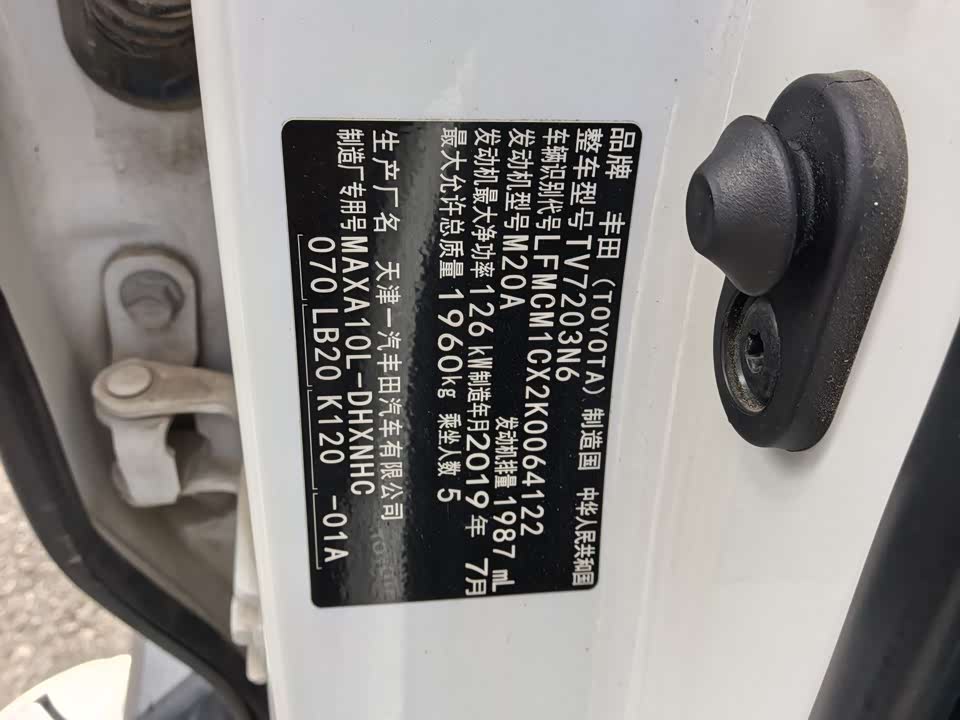 品牌 丰田 (TOYOTA) 制造国 中华人民共和国
整车型号 TV7203N6
车辆识别代号 LFMCM1CX2K0064122
发动机型号 M20A 发动机排量 1987 mL
发动机最大净功率 126 kW 制造年月 2019 年 7月
最大允许总质量 1960kg 乘坐人数 5
生产厂名 天津一汽丰田汽车有限公司
制造厂专用号 MAXA10L-DHXNHC
070 LB20 K120 -01A